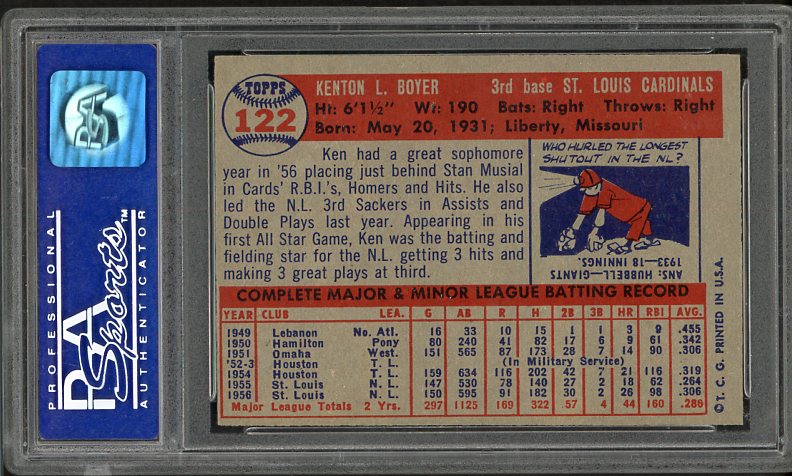 PSA
PROFESSIONAL
PSA Sports™
AUTHENTICATOR
TOPPS
122
KENTON L. BOYER 3rd base ST. LOUIS CARDINALS
Ht: 6'1½" Wt: 190 Bats: Right Throws: Right
Born: May 20, 1931; Liberty, Missouri
Ken had a great sophomore
year in '56 placing just behind Stan Musial
in Cards' R.B.I.'s, Homers and Hits. He also
led the N.L. 3rd Sackers in Assists and
Double Plays last year. Appearing in his
first All Star Game, Ken was the batting and
fielding star for the N.L. getting 3 hits and
making 3 great plays at third.
WHO HURLED THE LONGEST
SHUTOUT IN THE NL?
ANS: HUBBELL—GIANTS
1933—18 INNINGS.
COMPLETE MAJOR & MINOR LEAGUE BATTING RECORD
YEAR CLUB LEA. G AB R H 2B 3B HR RBI AVG.
1949 Lebanon No. Atl. 16 33 10 15 1 1 3 9 .455
1950 Hamilton Pony 80 240 41 82 17 6 9 61 .342
1951 Omaha West. 151 565 87 173 28 7 14 90 .306
'52-3 Houston T. L. (In Military Service)
1954 Houston T. L. 159 634 116 202 42 7 21 116 .319
1955 St. Louis N. L. 147 530 78 140 27 2 18 62 .264
1956 St. Louis N. L. 150 595 91 182 30 2 26 98 .306
Major League Totals 2 Yrs. 297 1125 169 322 57 4 44 160 .286
©T. C. G. PRINTED IN U.S.A.